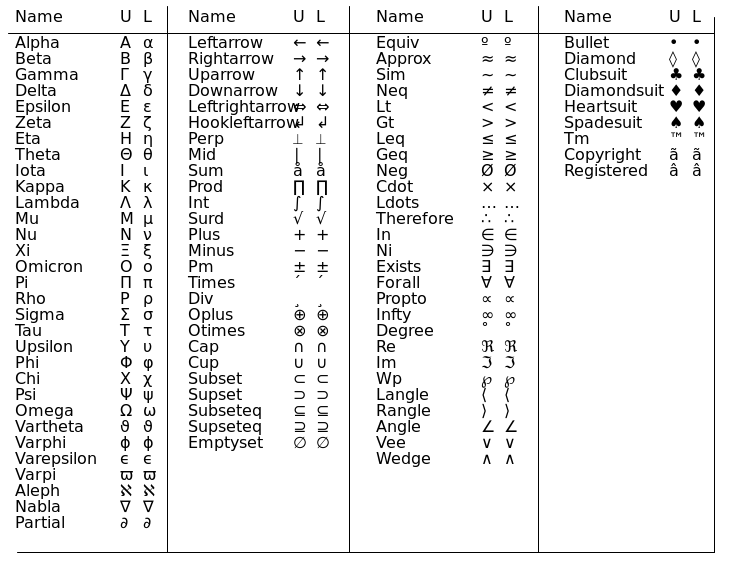 Name U L
Alpha Α α
Beta Β β
Gamma Γ γ
Delta Δ δ
Epsilon Ε ε
Zeta Ζ ζ
Eta Η η
Theta Θ θ
Iota Ι ι
Kappa Κ κ
Lambda Λ λ
Mu Μ μ
Nu Ν ν
Xi Ξ ξ
Omicron Ο ο
Pi Π π
Rho Ρ ρ
Sigma Σ σ
Tau Τ τ
Upsilon Υ υ
Phi Φ φ
Chi Χ χ
Psi Ψ ψ
Omega Ω ω
Vartheta ϑ ϑ
Varphi ϕ ϕ
Varepsilon ϵ ϵ
Varpi ϖ ϖ
Aleph ℵ ℵ
Nabla ∇ ∇
Partial ∂ ∂
Name U L
Leftarrow ← ←
Rightarrow → →
Uparrow ↑ ↑
Downarrow ↓ ↓
Leftrightarrow ⇔ ⇔
Hookleftarrow ↲ ↲
Perp ⊥ ⊥
Mid | |
Sum å å
Prod ∏ ∏
Int ∫ ∫
Surd √ √
Plus + +
Minus − −
Pm ± ±
Times ´ ´
Div ¸ ¸
Oplus ⊕ ⊕
Otimes ⊗ ⊗
Cap ∩ ∩
Cup ∪ ∪
Subset ⊂ ⊂
Supset ⊃ ⊃
Subseteq ⊆ ⊆
Supseteq ⊇ ⊇
Emptyset ∅ ∅
Name U L
Equiv º º
Approx ≈ ≈
Sim ∼ ∼
Neq ≠ ≠
Lt < <
Gt > >
Leq ≤ ≤
Geq ≥ ≥
Neg Ø Ø
Cdot × ×
Ldots … …
Therefore ∴ ∴
In ∈ ∈
Ni ∋ ∋
Exists ∃ ∃
Forall ∀ ∀
Propto ∝ ∝
Infty ∞ ∞
Degree ° °
Re ℜ ℜ
Im ℑ ℑ
Wp ℘ ℘
Langle ⟨ ⟨
Rangle ⟩ ⟩
Angle ∠ ∠
Vee ∨ ∨
Wedge ∧ ∧
Name U L
Bullet • •
Diamond ◊ ◊
Clubsuit ♣ ♣
Diamondsuit ♦ ♦
Heartsuit ♥ ♥
Spadesuit ♠ ♠
Tm ™ ™
Copyright ã ã
Registered â â